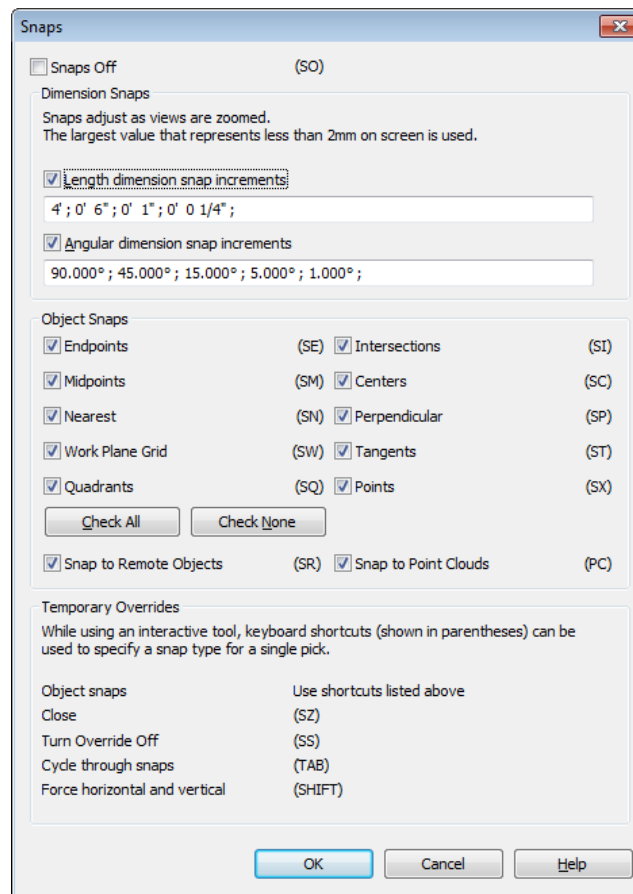 Snaps
Snaps Off (SO)
Dimension Snaps
Snaps adjust as views are zoomed.
The largest value that represents less than 2mm on screen is used.
Length dimension snap increments
4' ; 0' 6" ; 0' 1" ; 0' 0 1/4" ;
Angular dimension snap increments
90.000° ; 45.000° ; 15.000° ; 5.000° ; 1.000° ;
Object Snaps
Endpoints (SE) Intersections (SI)
Midpoints (SM) Centers (SC)
Nearest (SN) Perpendicular (SP)
Work Plane Grid (SW) Tangents (ST)
Quadrants (SQ) Points (SX)
Check All Check None
Snap to Remote Objects (SR) Snap to Point Clouds (PC)
Temporary Overrides
While using an interactive tool, keyboard shortcuts (shown in parentheses) can be
used to specify a snap type for a single pick.
Object snaps Use shortcuts listed above
Close (SZ)
Turn Override Off (SS)
Cycle through snaps (TAB)
Force horizontal and vertical (SHIFT)
OK Cancel Help